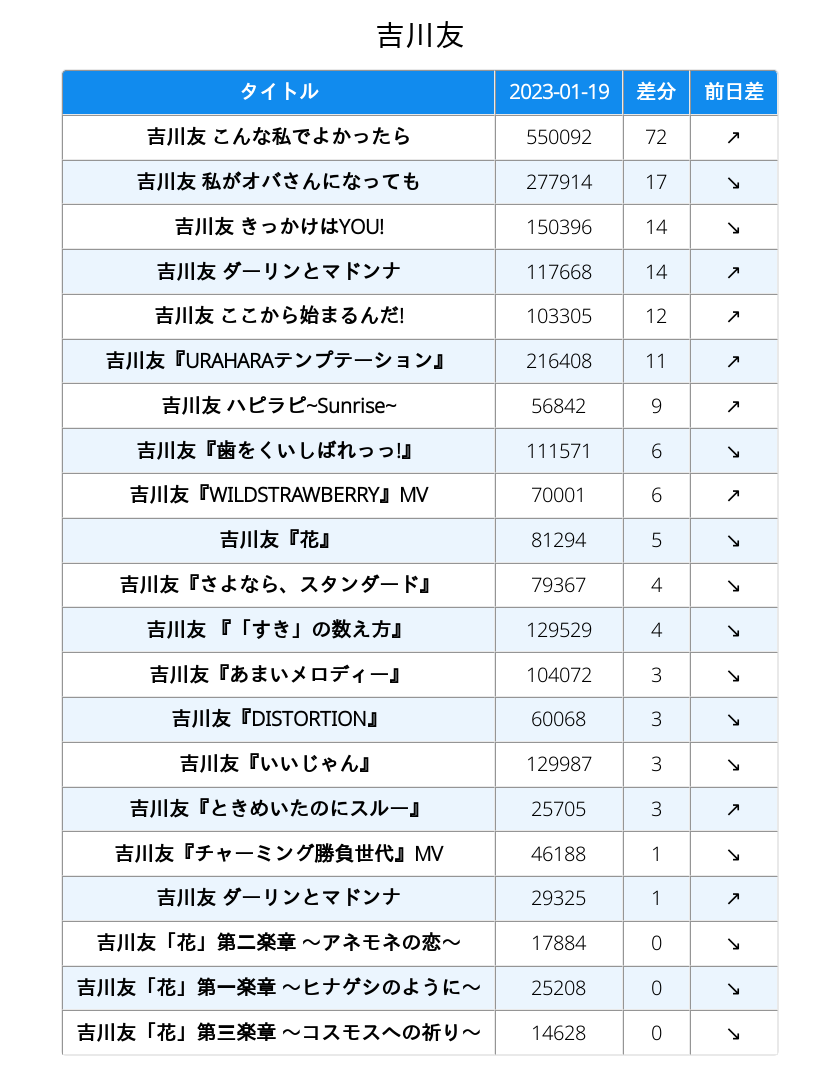 吉川友
タイトル 2023-01-19 差分 前日差
吉川友 こんな私でよかったら 550092 72 ↗
吉川友 私がオバさんになっても 277914 17 ↘
吉川友 きっかけはYOU! 150396 14 ↘
吉川友 ダーリンとマドンナ 117668 14 ↗
吉川友 ここから始まるんだ! 103305 12 ↗
吉川友『URAHARAテンプテーション』 216408 11 ↗
吉川友 ハピラピ~Sunrise~ 56842 9 ↗
吉川友『歯をくいしばれっっ!』 111571 6 ↘
吉川友『WILDSTRAWBERRY』MV 70001 6 ↗
吉川友『花』 81294 5 ↘
吉川友『さよなら、スタンダード』 79367 4 ↘
吉川友 『「すき」の数え方』 129529 4 ↘
吉川友『あまいメロディー』 104072 3 ↘
吉川友『DISTORTION』 60068 3 ↘
吉川友『いいじゃん』 129987 3 ↘
吉川友『ときめいたのにスルー』 25705 3 ↗
吉川友『チャーミング勝負世代』MV 46188 1 ↘
吉川友 ダーリンとマドンナ 29325 1 ↗
吉川友「花」第二楽章 ～アネモネの恋～ 17884 0 ↘
吉川友「花」第一楽章 ～ヒナゲシのように～ 25208 0 ↘
吉川友「花」第三楽章 ～コスモスへの祈り～ 14628 0 ↘